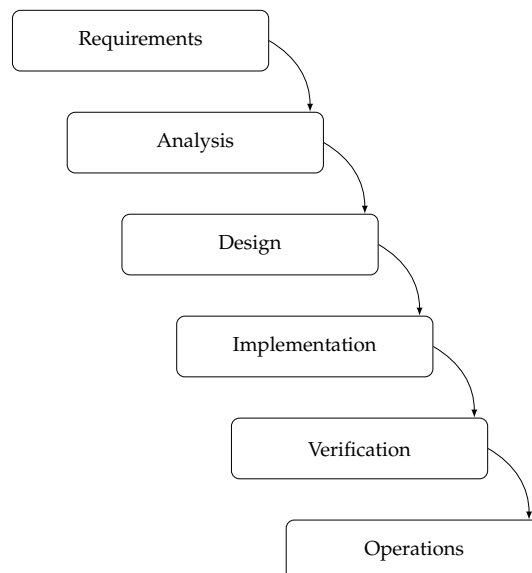 Requirements
Analysis
Design
Implementation
Verification
Operations